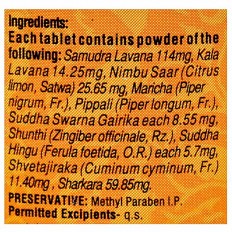 Ingredients:
Each tablet contains powder of the
following: Samudra Lavana 114mg, Kala
Lavana 14.25mg, Nimbu Saar (Citrus
limon, Satwa) 25.65 mg, Maricha (Piper
nigrum, Fr.), Pippali (Piper longum, Fr.),
Suddha Swarna Gairika each 8.55 mg,
Shunthi (Zingiber officinale, Rz.), Suddha
Hingu (Ferula foetida, O.R.) each 5.7mg,
Shvetajiraka (Cuminum cyminum, Fr.)
11.40mg, Sharkara 59.85mg.
PRESERVATIVE: Methyl Paraben I.P.
Permitted Excipients- q.s.